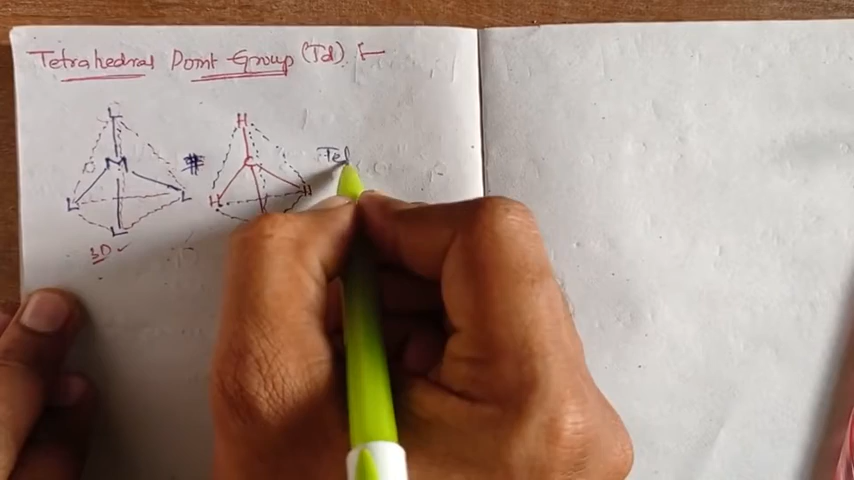 Tetrahedral Point Group (Td).
L
H
M
C
Td
L
L
H
H
L
3D ✓